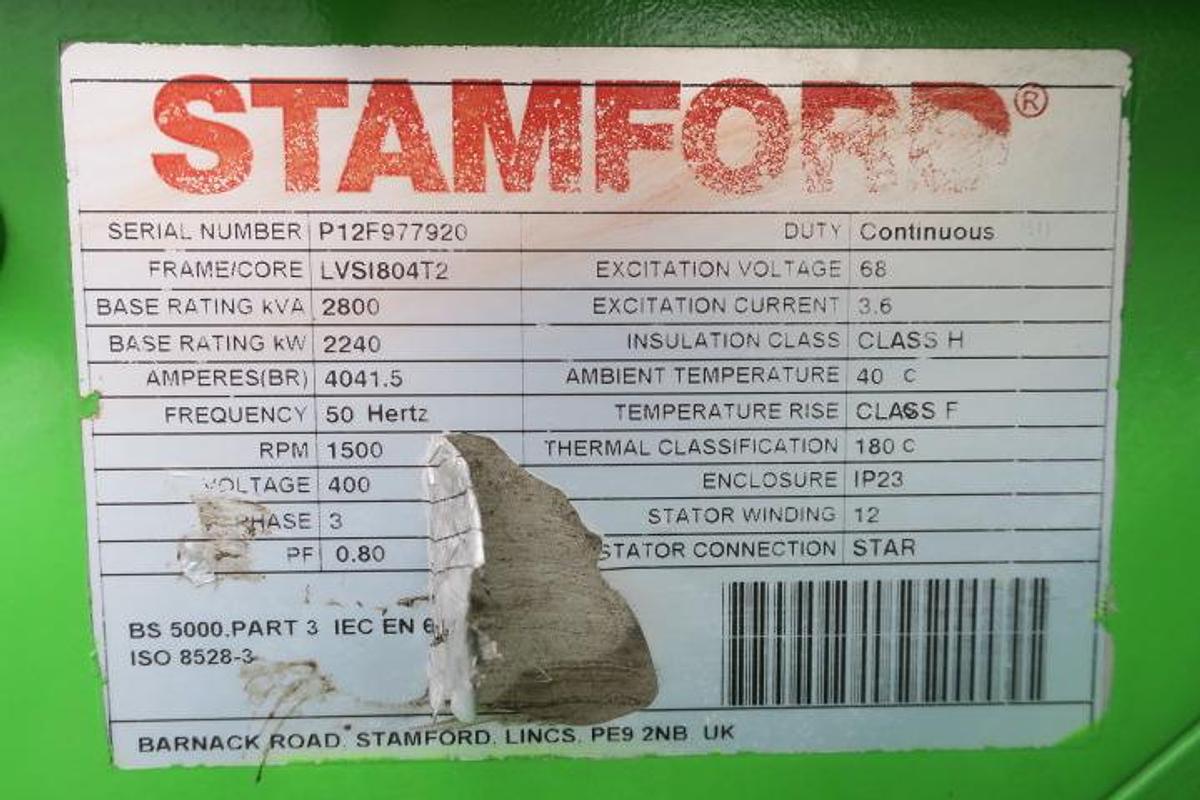 STAMFORD®
SERIAL NUMBER P12F977920 DUTY Continuous
FRAME/CORE LVSI804T2 EXCITATION VOLTAGE 68
BASE RATING kVA 2800 EXCITATION CURRENT 3.6
BASE RATING kW 2240 INSULATION CLASS CLASS H
AMPERES(BR) 4041.5 AMBIENT TEMPERATURE 40 C
FREQUENCY 50 Hertz TEMPERATURE RISE CLASS F
RPM 1500 THERMAL CLASSIFICATION 180 C
VOLTAGE 400 ENCLOSURE IP23
PHASE 3 STATOR WINDING 12
PF 0.80 STATOR CONNECTION STAR
BS 5000.PART 3 IEC EN
ISO 8528-3
BARNACK ROAD. STAMFORD. LINCS. PE9 2NB UK